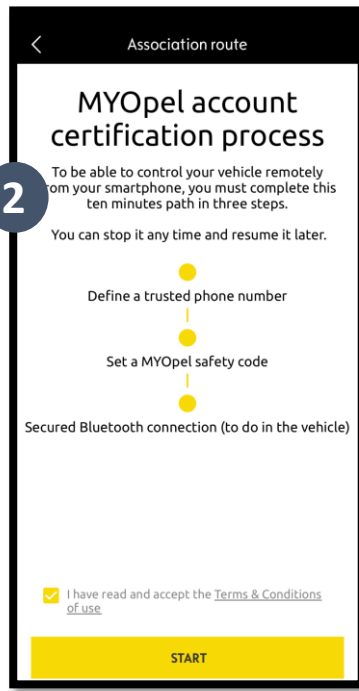 Association route
MYOpel account
certification process
To be able to control your vehicle remotely
om your smartphone, you must complete this
ten minutes path in three steps.
2
You can stop it any time and resume it later.
Define a trusted phone number
Set a MYOpel safety code
Secured Bluetooth connection (to do in the vehicle)
I have read and accept the Terms & Conditions
of use
START